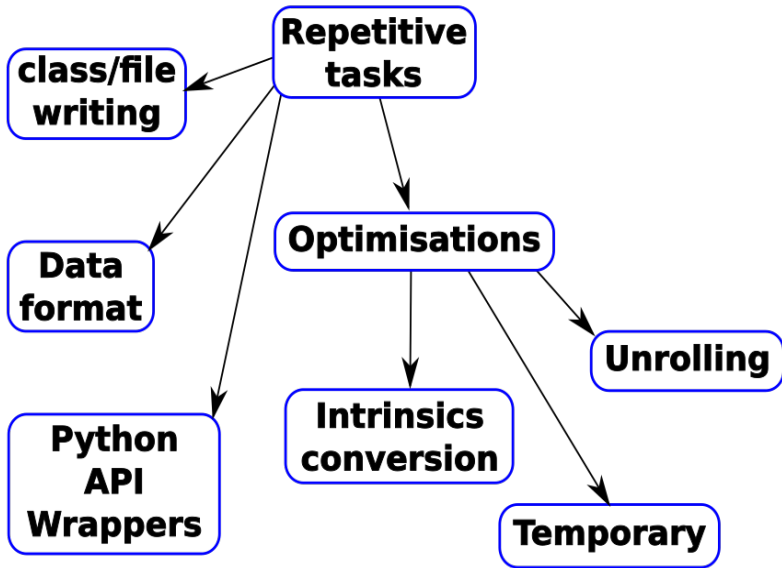 Repetitive
tasks
class/file
writing
Optimisations
Data
format
Unrolling
Intrinsics
conversion
Python
API
Wrappers
Temporary